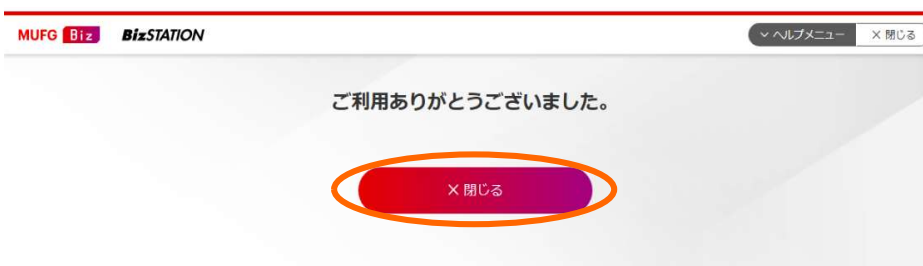 MUFG Biz BizSTATION ヘルプメニュー × 閉じる
ご利用ありがとうございました。
× 閉じる